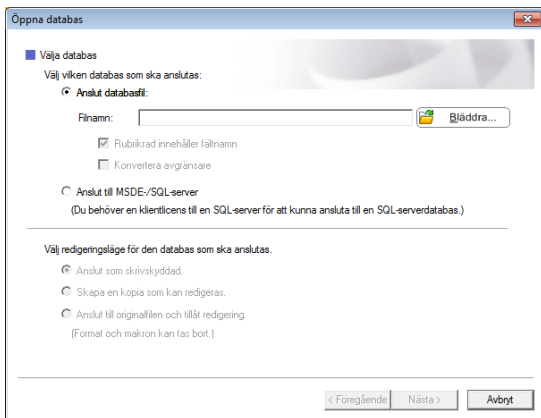 Öppna databas
Välja databas
Välj vilken databas som ska anslutas:
Anslut databasfil:
Filnamn:
Bläddra...
Rubrikrad innehåller fältnamn
Konvertera avgränsare
Anslut till MSDE-/SQL-server
(Du behöver en klientlicens till en SQL-server för att kunna ansluta till en SQL-serverdatabas.)
Välj redigeringsläge för den databas som ska anslutas.
Anslut som skrivskyddad.
Skapa en kopia som kan redigeras.
Anslut till originalfilen och tillåt redigering.
(Format och makron kan tas bort.)
< Föregående
Nästa >
Avbryt